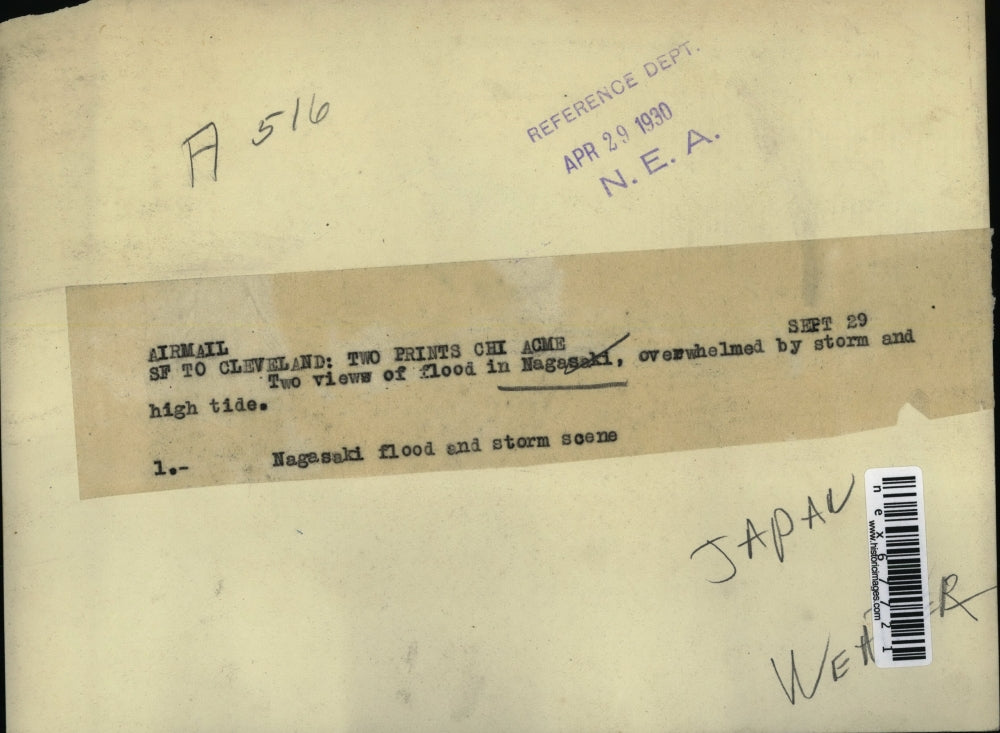 A 516
REFERENCE DEPT.
APR 29 1930
N. E. A.
SEPT 29
AIRMAIL
SF TO CLEVELAND: TWO PRINTS CHI ACME
Two views of flood in Nagasaki, overwhelmed by storm and
high tide.
1.- Nagasaki flood and storm scene
JAPAN
www.historicimages.com